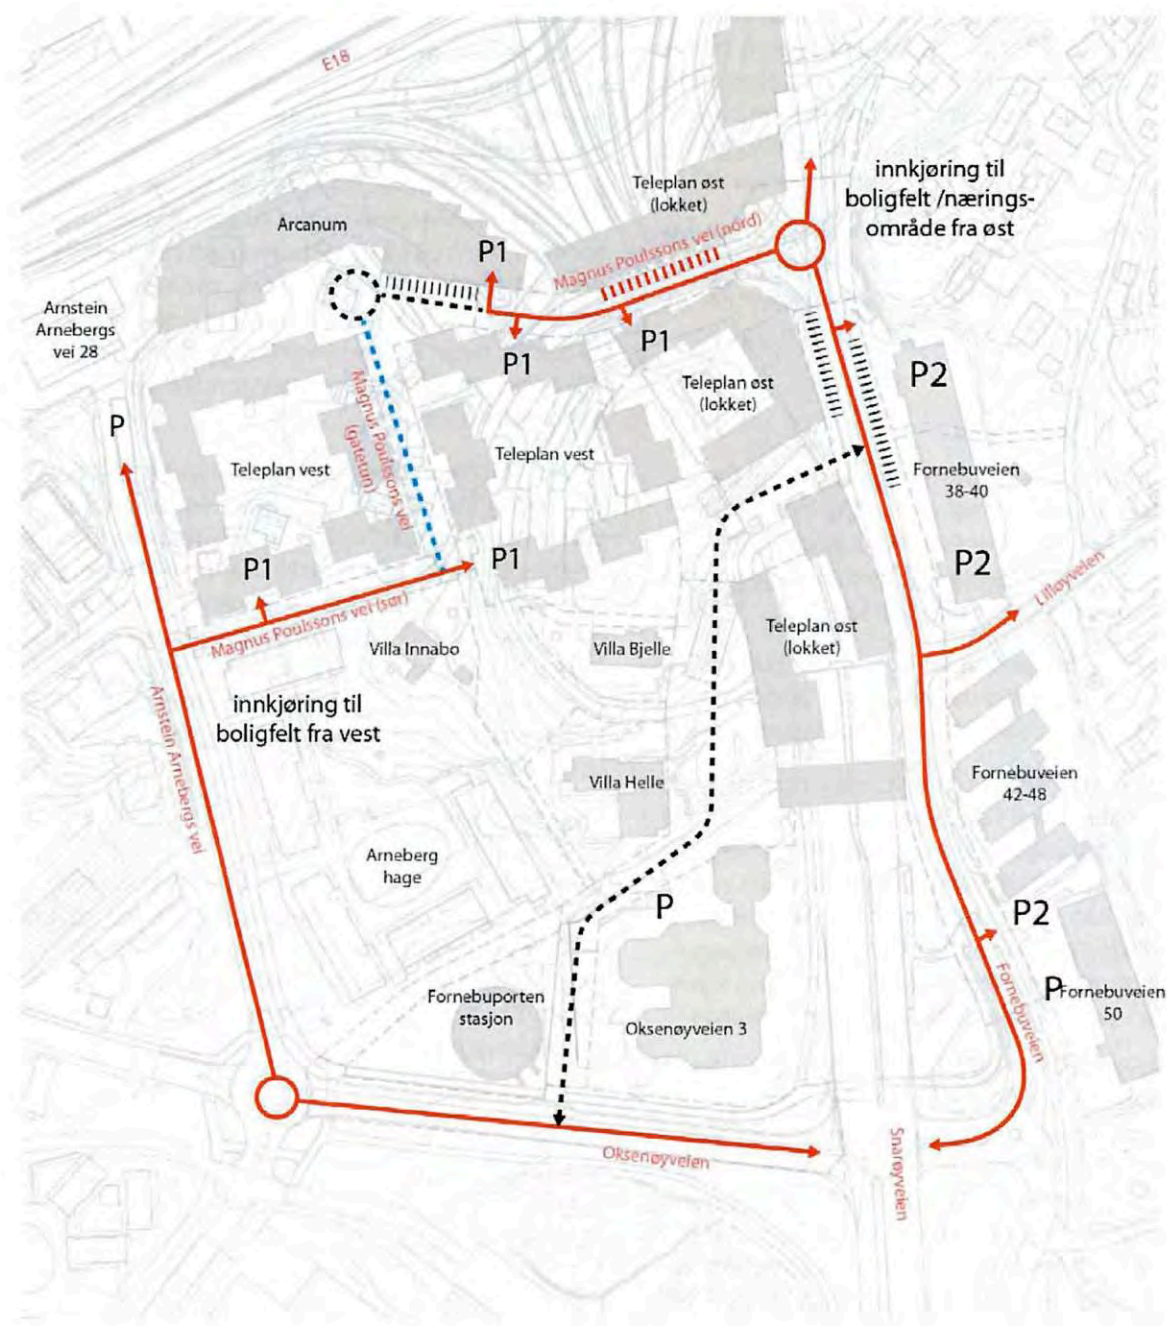 E18
innkjøring til
boligfelt /nærings-
område fra øst
Teleplan øst
(lokket)
Arcanum
Magnus Poulssons vei (nord)
P1
Arnstein
Arnebergs
vei 28
P1
P1
Teleplan øst
(lokket)
P2
P
Magnus Poulssons vei
(gatetun)
Teleplan vest
Teleplan vest
Fornebuveien
38-40
P1
P1
P2
Lilløyveien
Magnus Poulssons vei (sør)
Villa Innabo
Villa Bjelle
Teleplan øst
(lokket)
innkjøring til
boligfelt fra vest
Arnstein Arnebergs vei
Villa Helle
Fornebuveien
42-48
Arneberg
hage
P
P2
Fornebuporten
stasjon
Oksenøyveien 3
Fornebuveien
P
Fornebuveien
50
Oksenøyveien
Snarøyveien